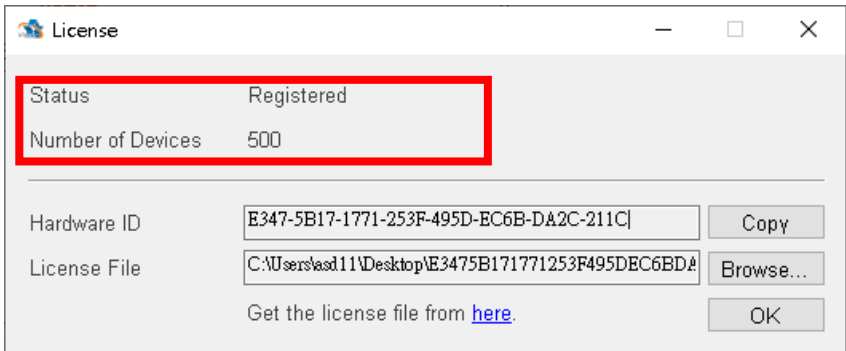 License
Status Registered
Number of Devices 500
Hardware ID E347-5B17-1771-253F-495D-EC6B-DA2C-211C Copy
License File C:\Users\asd11\Desktop\E3475B171771253F495DEC6BDA Browse...
Get the license file from here. OK